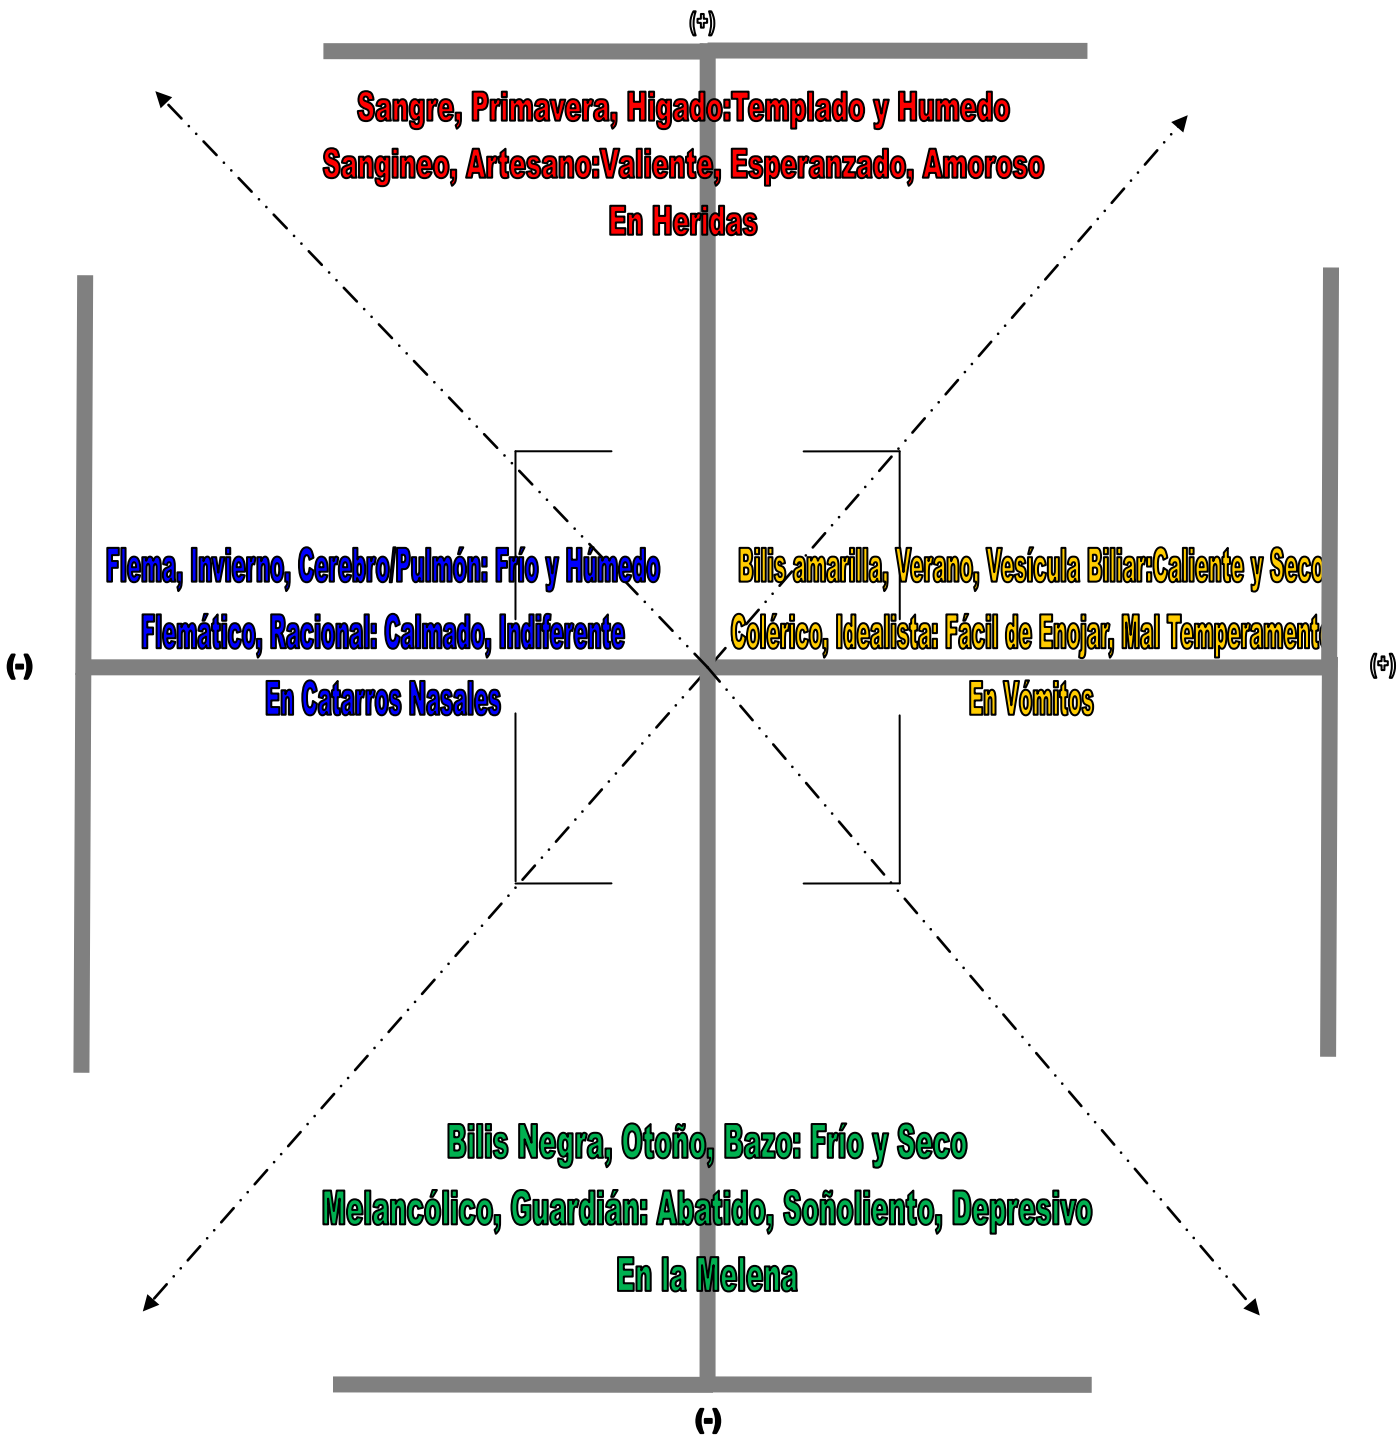 (+)
Sangre, Primavera, Higado:Templado y Humedo
Sangineo, Artesano:Valiente, Esperanzado, Amoroso
En Heridas
Flema, Invierno, Cerebro/Pulmón: Frío y Húmedo
Flemático, Racional: Calmado, Indiferente
En Catarros Nasales
Bilis amarilla, Verano, Vesícula Biliar:Caliente y Seco
Colérico, Idealista: Fácil de Enojar, Mal Temperamento
En Vómitos
(-)
(+)
Bilis Negra, Otoño, Bazo: Frío y Seco
Melancólico, Guardián: Abatido, Soñoliento, Depresivo
En la Melena
(-)